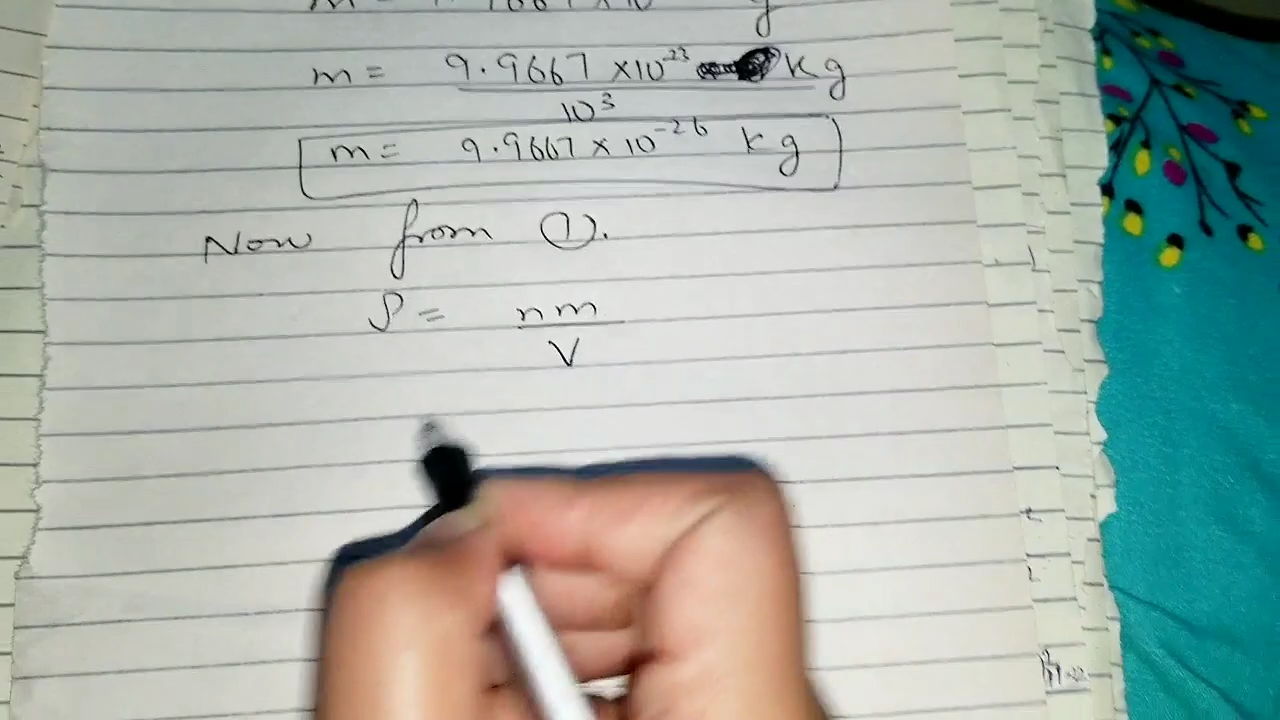 m = 9.9667 ×10⁻²³ kg
10³
m = 9.9667 × 10⁻²⁶ kg
Now from ①.
ρ = nm
V